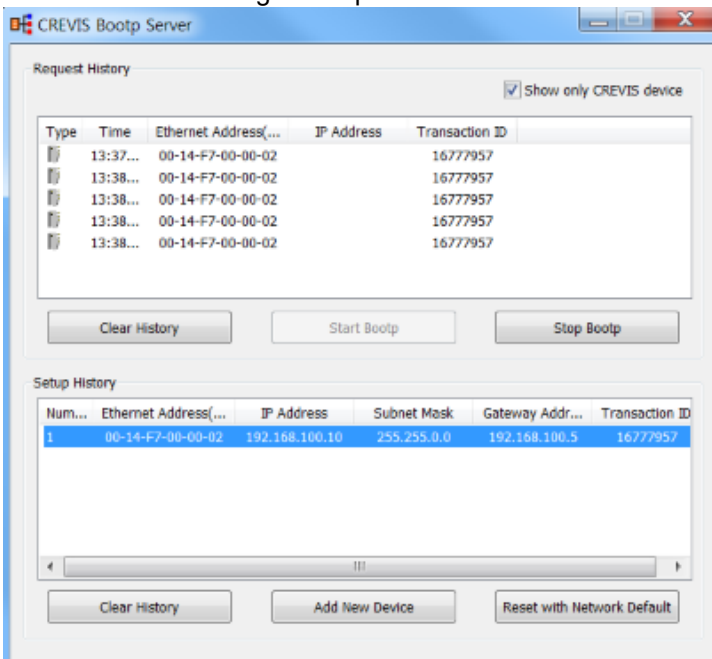 CREVIS Bootp Server
Request History
Show only CREVIS device
Type Time Ethernet Address(... IP Address Transaction ID
13:37... 00-14-F7-00-00-02 16777957
13:38... 00-14-F7-00-00-02 16777957
13:38... 00-14-F7-00-00-02 16777957
13:38... 00-14-F7-00-00-02 16777957
13:38... 00-14-F7-00-00-02 16777957
Clear History Start Bootp Stop Bootp
Setup History
Num... Ethernet Address(... IP Address Subnet Mask Gateway Addr... Transaction ID
1 00-14-F7-00-00-02 192.168.100.10 255.255.0.0 192.168.100.5 16777957
Clear History Add New Device Reset with Network Default